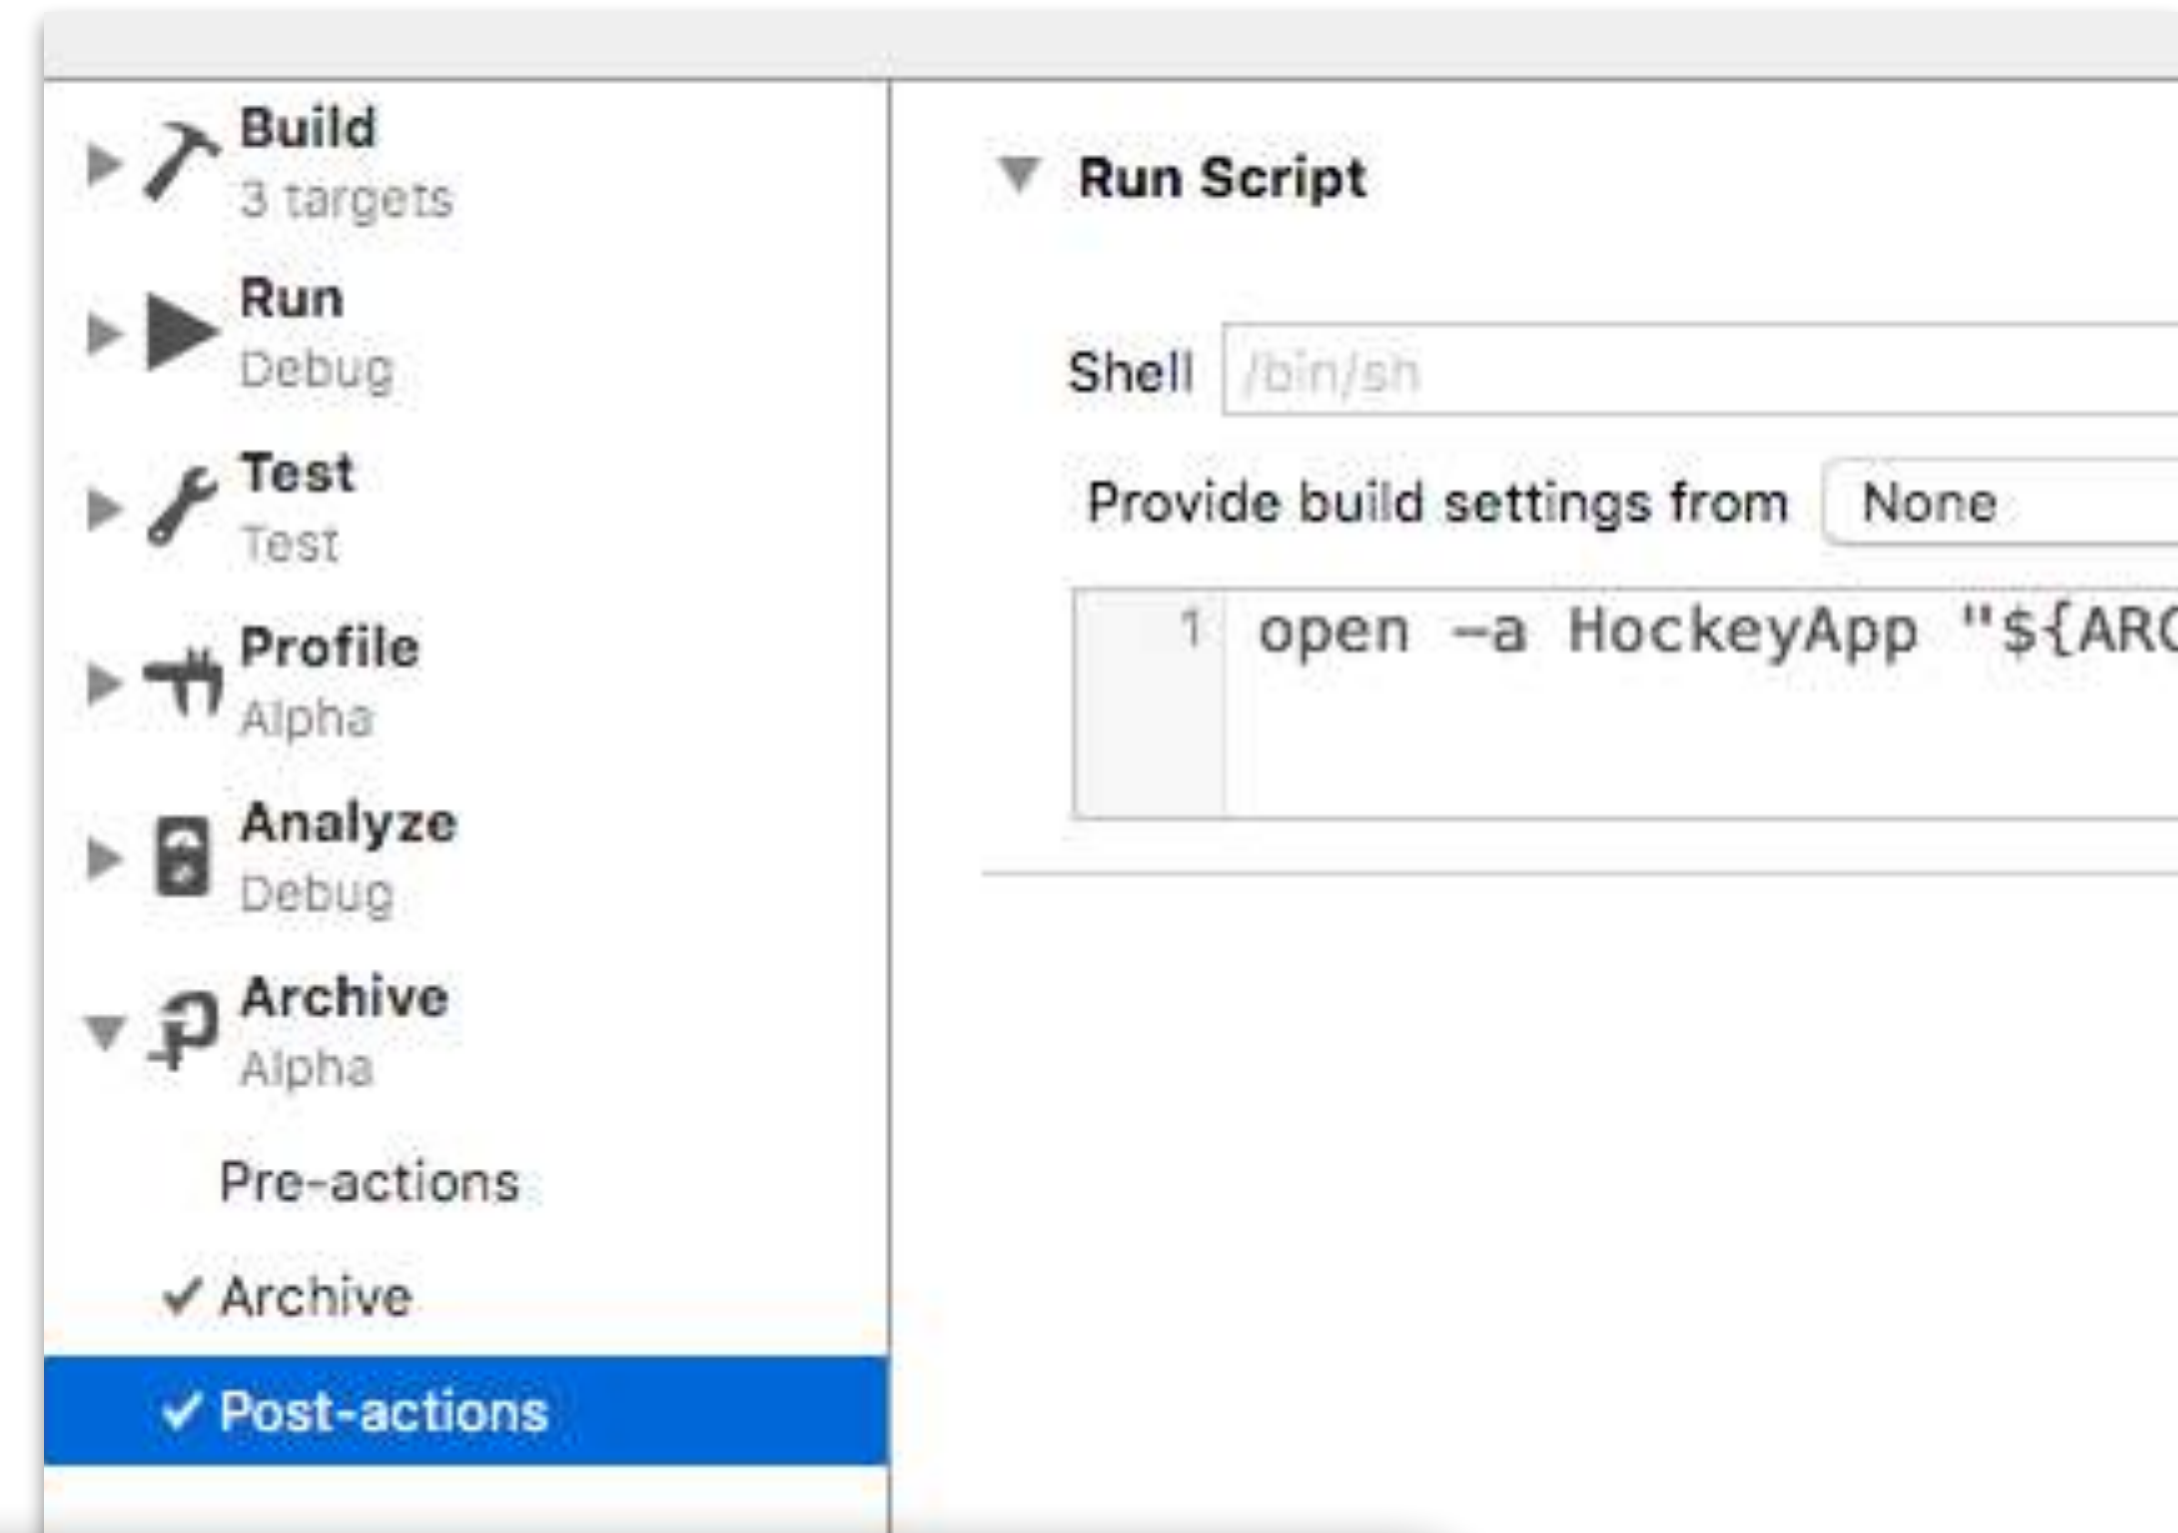 Build
3 targets
Run
Debug
Test
Test
Profile
Alpha
Analyze
Debug
Archive
Alpha
Pre-actions
Archive
Post-actions
Run Script
Shell /bin/sh
Provide build settings from None
1 open -a HockeyApp "${ARC